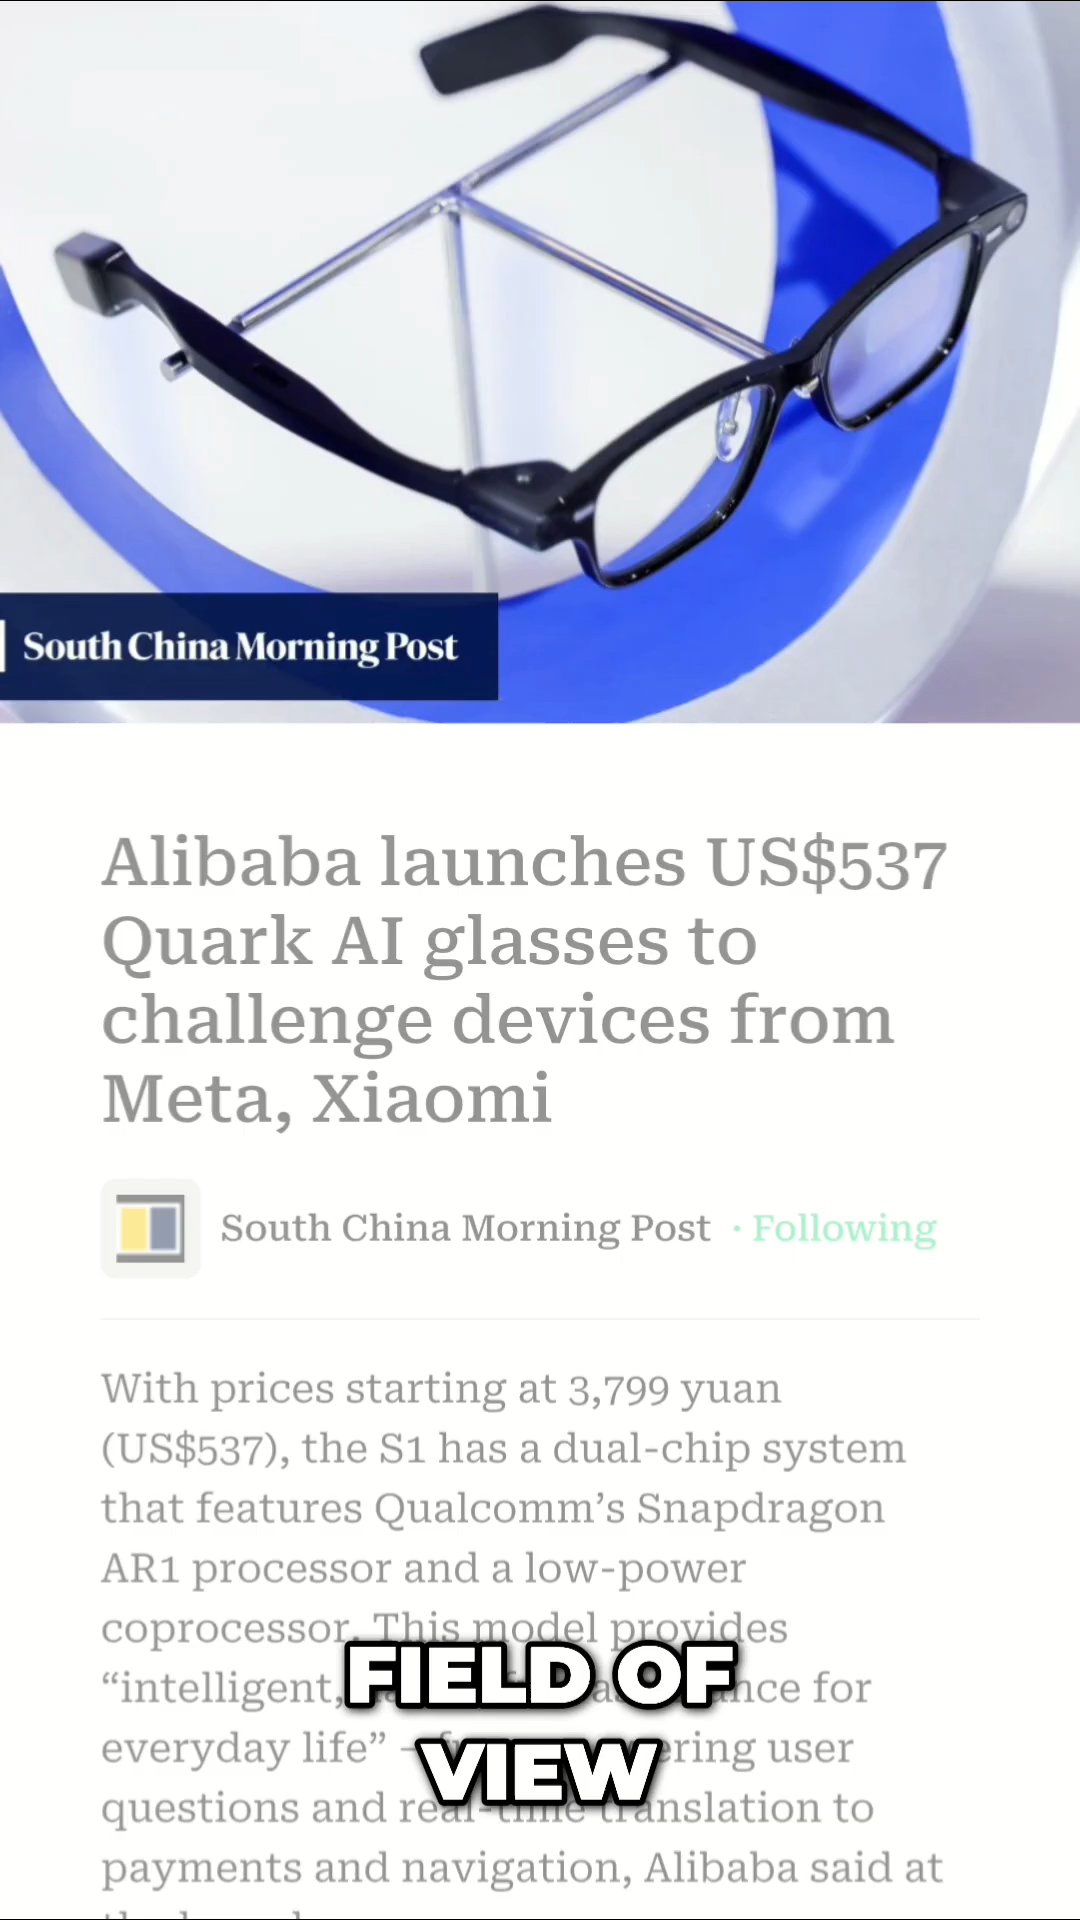 South China Morning Post
Alibaba launches US$537
Quark AI glasses to
challenge devices from
Meta, Xiaomi
South China Morning Post · Following
With prices starting at 3,799 yuan
(US$537), the S1 has a dual-chip system
that features Qualcomm’s Snapdragon
AR1 processor and a low-power
coprocessor. This model provides
“intelligent, for
everyday life” – user
questions and real-time translation to
payments and navigation, Alibaba said at
FIELD OF
VIEW